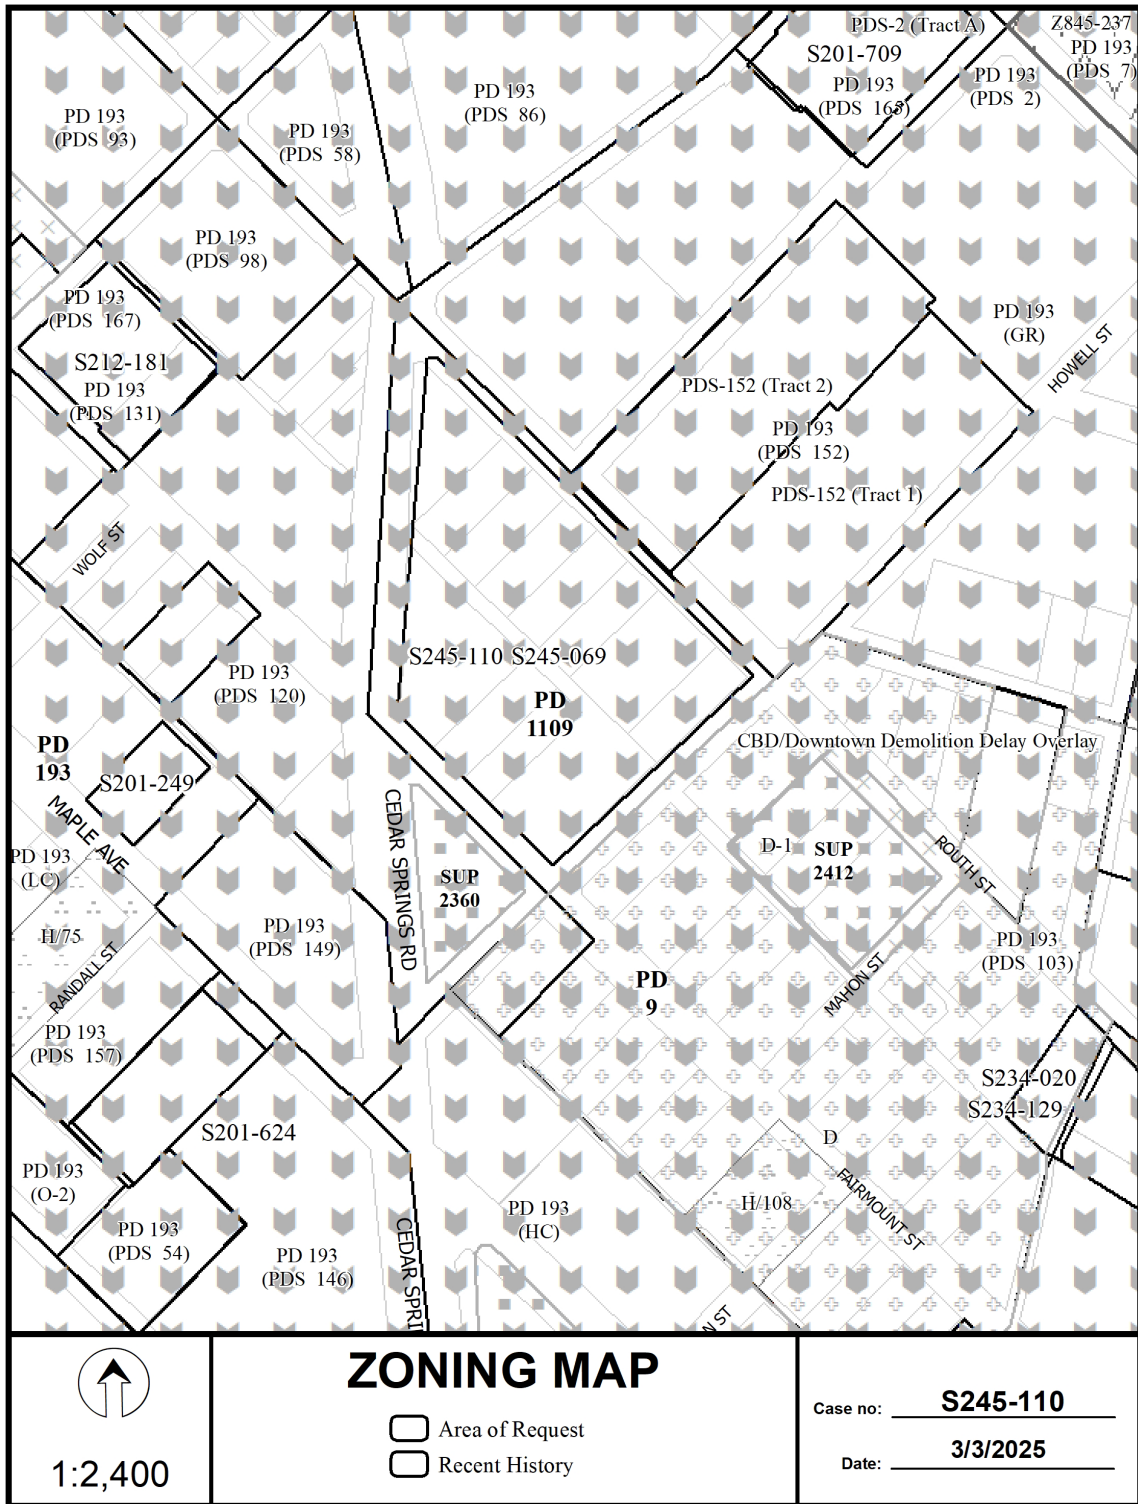 PDS-2 (Tract A)
Z845-237
S201-709
PD 193
(PDS 7)
PD 193
(PDS 165)
PD 193
(PDS 2)
PD 193
(PDS 86)
PD 193
(PDS 93)
PD 193
(PDS 58)
PD 193
(PDS 98)
PD 193
(PDS 167)
S212-181
PD 193
(PDS 131)
PD 193
(GR)
HOWELL ST
PDS-152 (Tract 2)
PD 193
(PDS 152)
PDS-152 (Tract 1)
WOLF ST
S245-110 S245-069
PD 193
(PDS 120)
PD
1109
PD
193
CBD/Downtown Demolition Delay Overlay
S201-249
MAPLE AVE
CEDAR SPRINGS RD
D-1
SUP
2412
ROUTH ST
PD 193
(LC)
SUP
2360
H/75
PD 193
(PDS 149)
PD 193
(PDS 103)
RANDALL ST
PD
9
MAHON ST
PD 193
(PDS 157)
S234-020
S234-129
S201-624
D
PD 193
(O-2)
FAIRMOUNT ST
H/108
PD 193
(HC)
PD 193
(PDS 54)
PD 193
(PDS 146)
CEDAR SPRI
N ST
ZONING MAP
Area of Request
Recent History
1:2,400
Case no: S245-110
Date: 3/3/2025